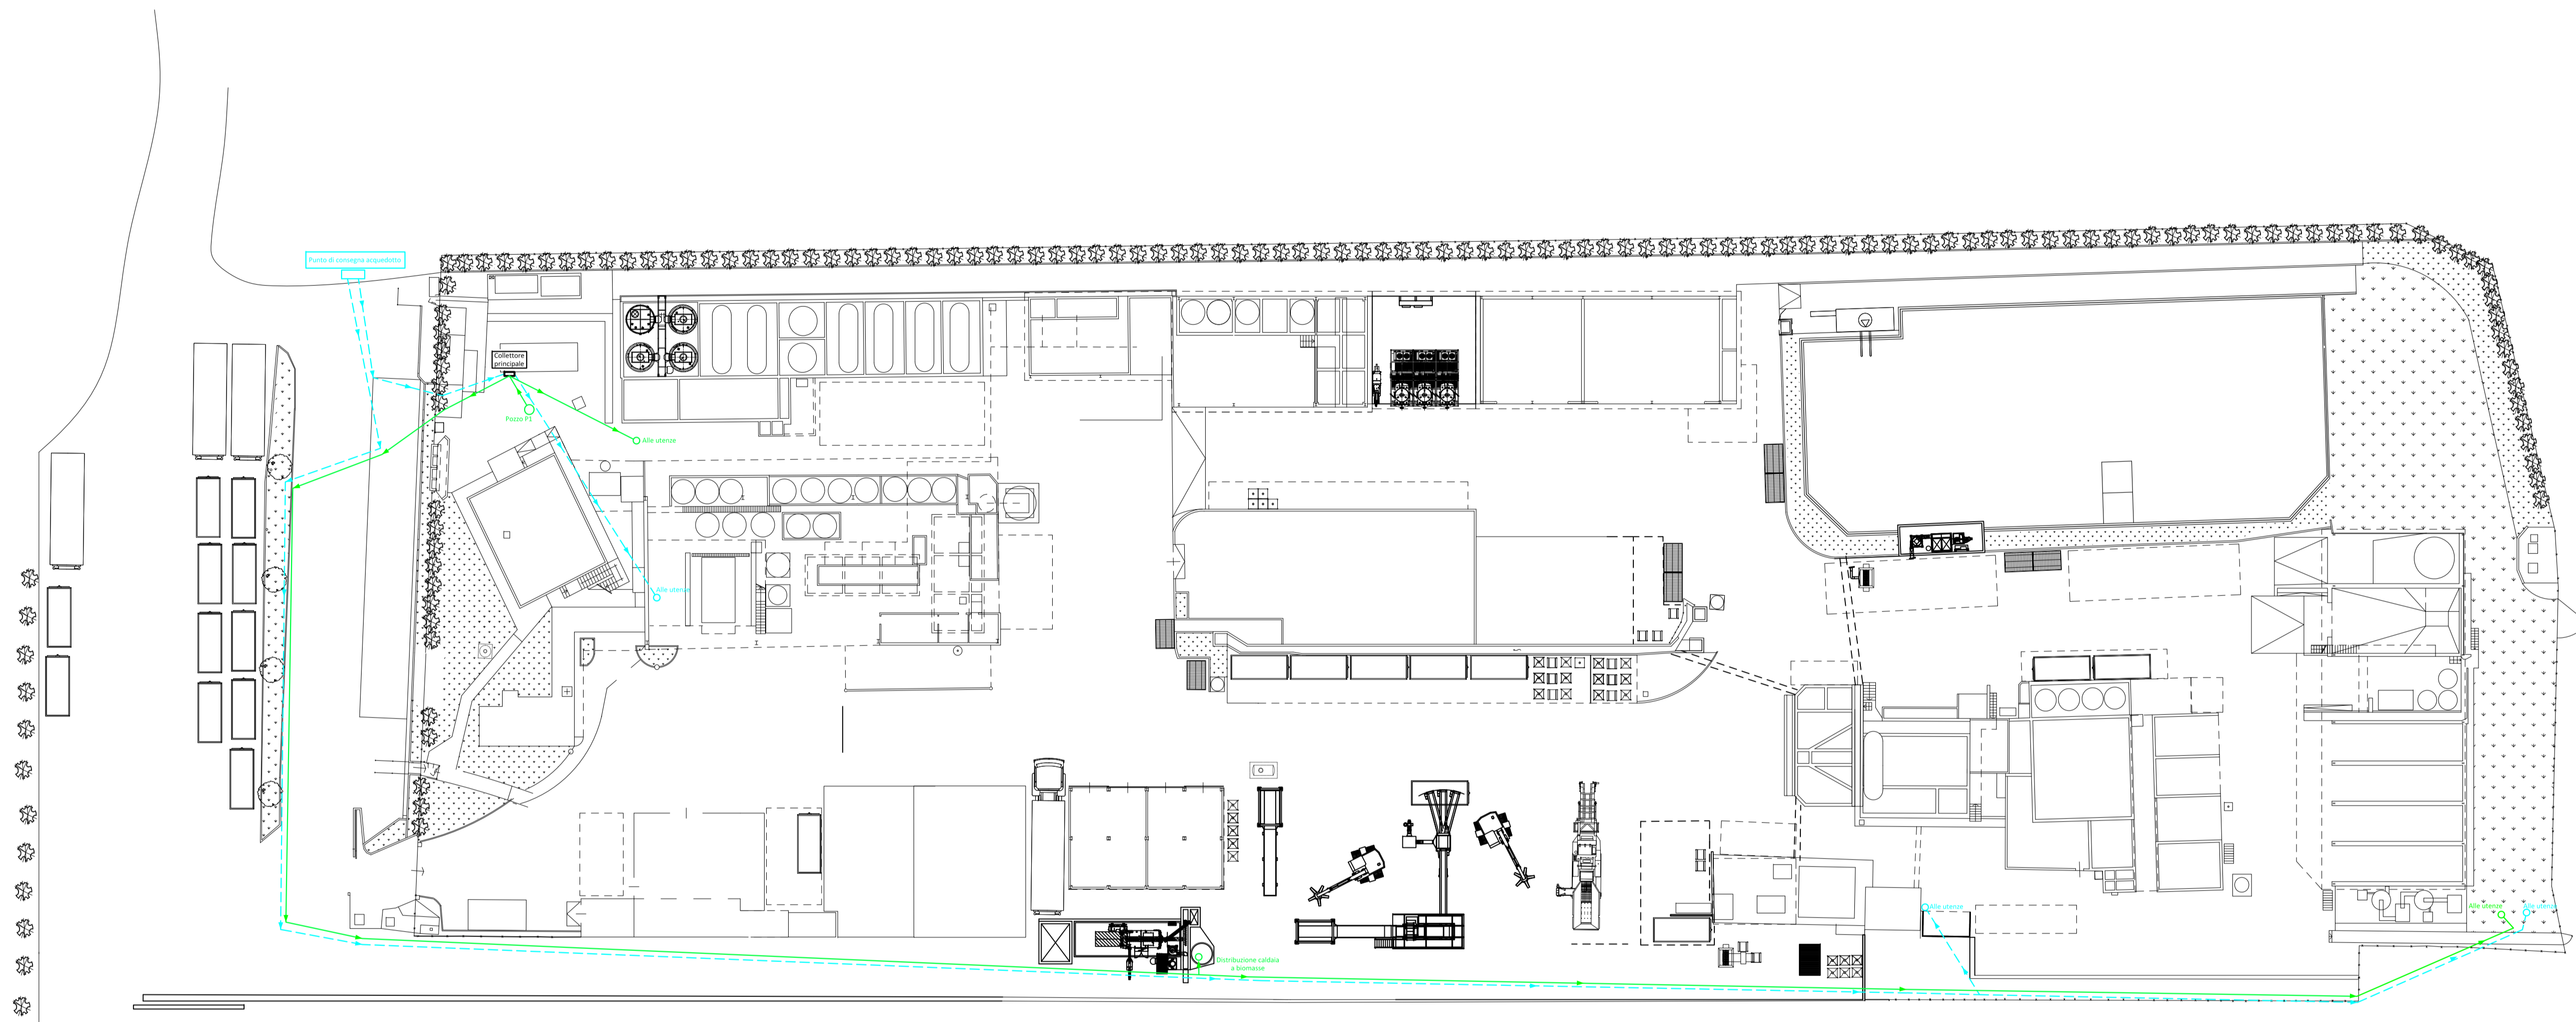 Punto di consegna acquedotto
Collettore
principale
Pozzo P1
Alle utenze
Alle utenze
Distribuzione caldaia
a biomasse
Alle utenze
Alle utenze
Alle utenze